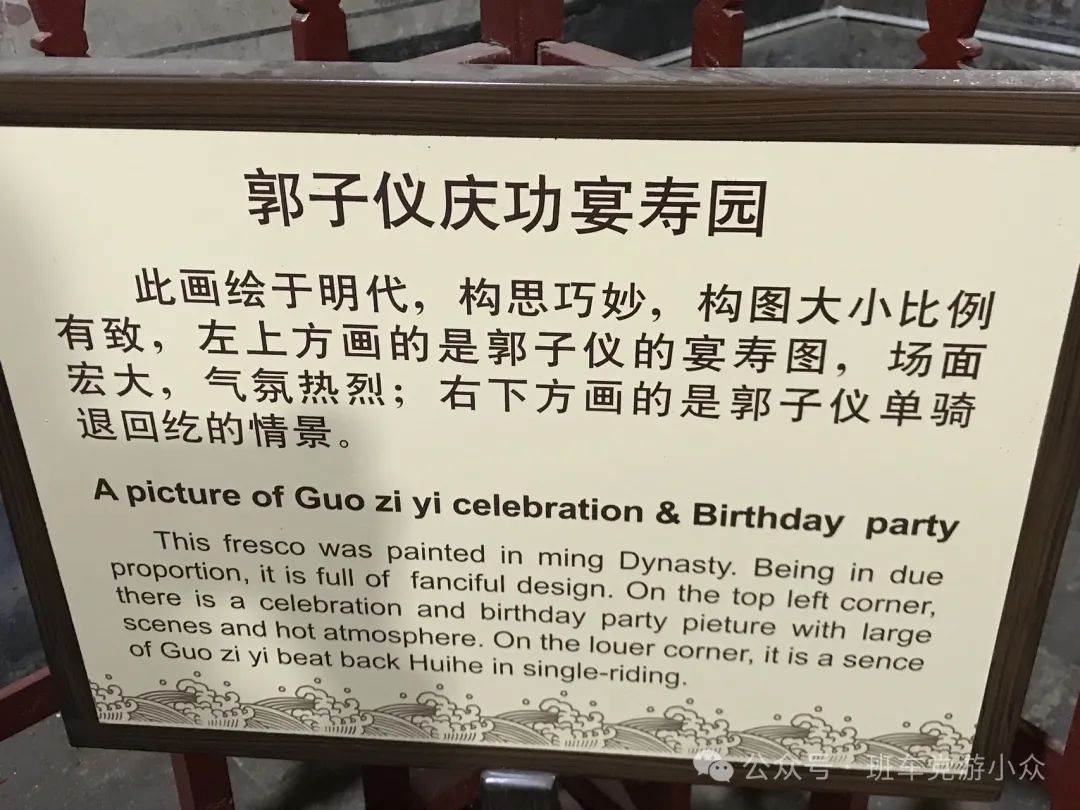 郭子仪庆功宴寿园
此画绘于明代，构思巧妙，构图大小比例
有致，左上方画的是郭子仪的宴寿图，场面
宏大，气氛热烈；右下方画的是郭子仪单骑
退回纥的情景。
A picture of Guo zi yi celebration & Birthday party
This fresco was painted in ming Dynasty. Being in due
proportion, it is full of fanciful design. On the top left corner,
there is a celebration and birthday party pieture with large
scenes and hot atmosphere. On the louer corner, it is a sence
of Guo zi yi beat back Huihe in single-riding.
公众号 · 班车党游小众